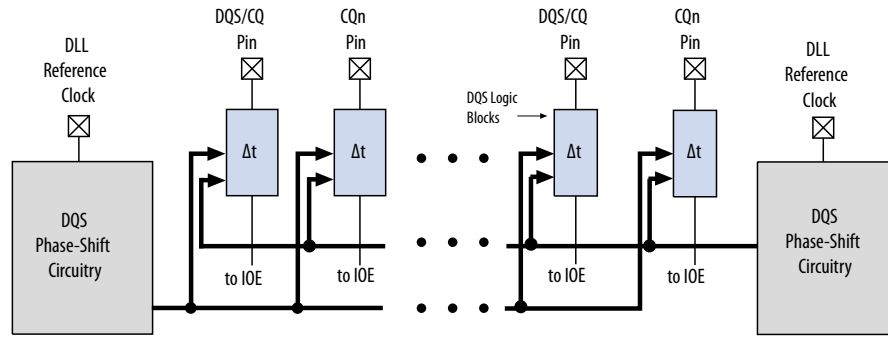 DQS/CQ
Pin
CQn
Pin
DQS/CQ
Pin
CQn
Pin
DLL
Reference
Clock
DLL
Reference
Clock
DQS Logic
Blocks
Δt
Δt
Δt
Δt
DQS
Phase-Shift
Circuitry
DQS
Phase-Shift
Circuitry
to IOE
to IOE
to IOE
to IOE